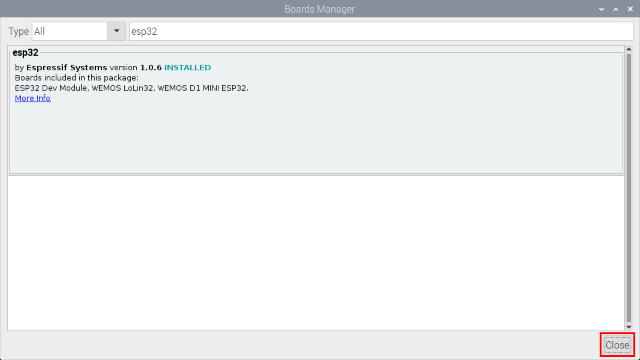 Boards Manager
Type All esp32
esp32
by Espressif Systems version 1.0.6 INSTALLED
Boards included in this package:
ESP32 Dev Module, WEMOS LoLin32, WEMOS D1 MINI ESP32.
More Info
Close